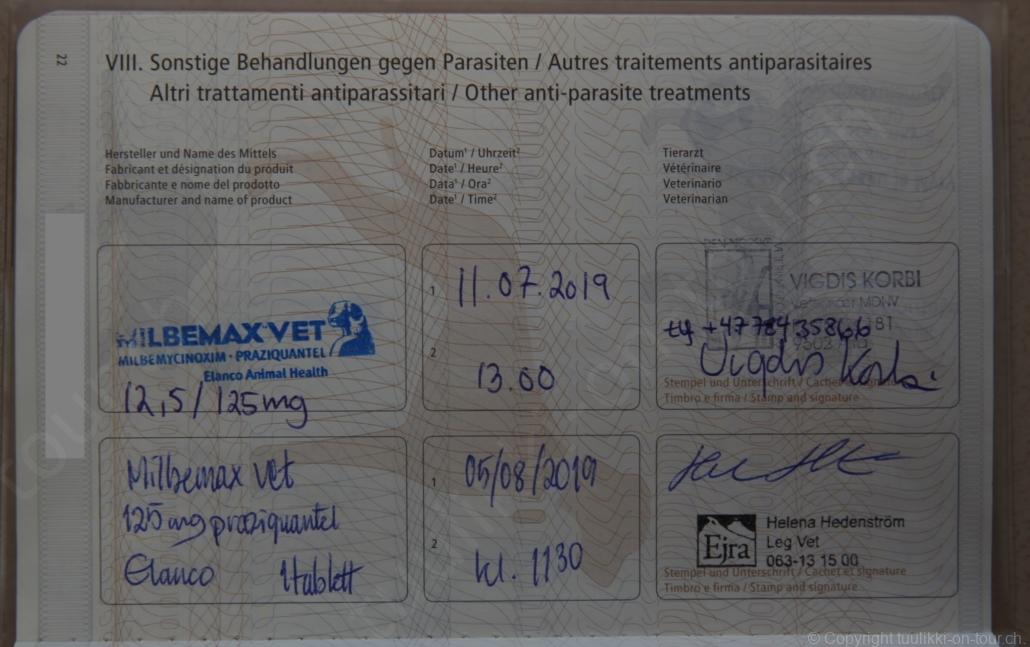 22
VIII. Sonstige Behandlungen gegen Parasiten / Autres traitements antiparasitaires
Altri trattamenti antiparassitari / Other anti-parasite treatments
Hersteller und Name des Mittels
Fabricant et désignation du produit
Fabbricante e nome del prodotto
Manufacturer and name of product
Datum¹ / Uhrzeit²
Date¹ / Heure²
Data¹ / Ora²
Date¹ / Time²
Tierarzt
Vétérinaire
Veterinario
Veterinarian
MILBEMAX VET
MILBEMYCINOXIM · PRAZIQUANTEL
Elanco Animal Health
12,5/125mg
1 11.07.2019
2 13.00
VIGDIS KORBI
MDNV
Vigdis Korbi
Stempel und Unterschrift / Cachet et signature
Timbro e firma / Stamp and signature
Milbemax vet
125 mg praziquantel
Elanco 1 tablett
1 05/08/2019
2 kl. 1130
Ejra
Helena Hedenström
Leg Vet
063-13 15 00
Stempel und Unterschrift / Cachet et signature
Timbro e firma / Stamp and signature
© Copyright tuulikki-on-tour.ch